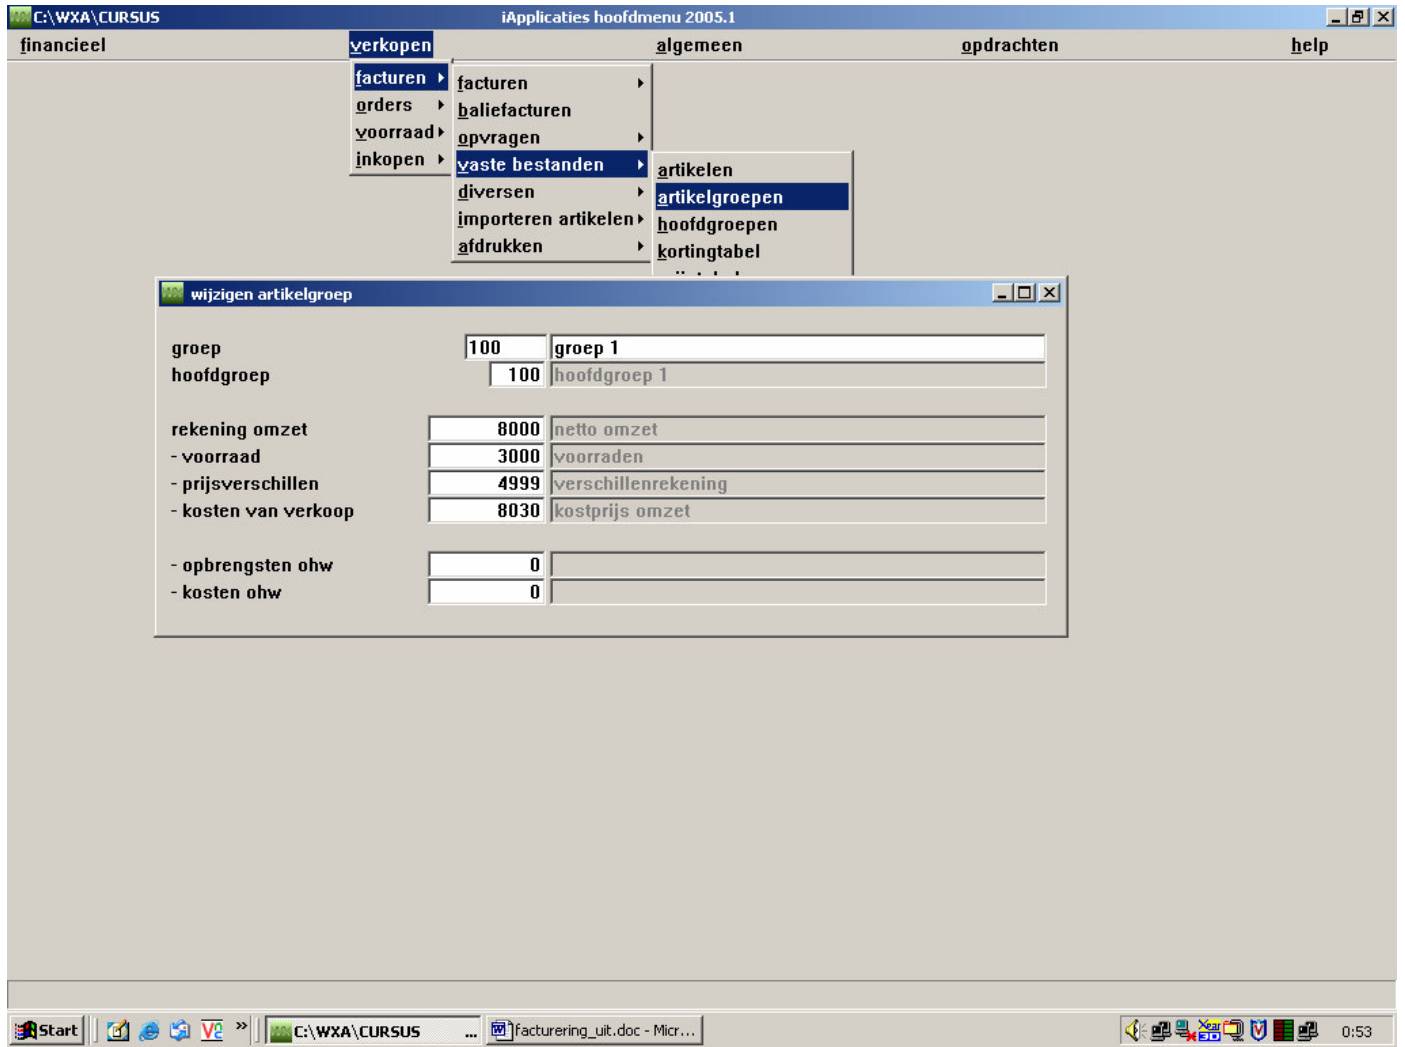 C:\WXA\CURSUS iApplicaties hoofdmenu 2005.1
financieel verkopen algemeen opdrachten help
facturen
orders
voorraad
inkopen
facturen
baliefacturen
opvragen
vaste bestanden
diversen
importeren artikelen
afdrukken
artikelen
artikelgroepen
hoofdgroepen
kortingtabel
wijzigen artikelgroep
groep 100 groep 1
hoofdgroep 100 hoofdgroep 1
rekening omzet 8000 netto omzet
- voorraad 3000 voorraden
- prijsverschillen 4999 verschillenrekening
- kosten van verkoop 8030 kostprijs omzet
- opbrengsten ohw 0
- kosten ohw 0
Start » C:\WXA\CURSUS ... facturering_uit.doc - Micr... 0:53